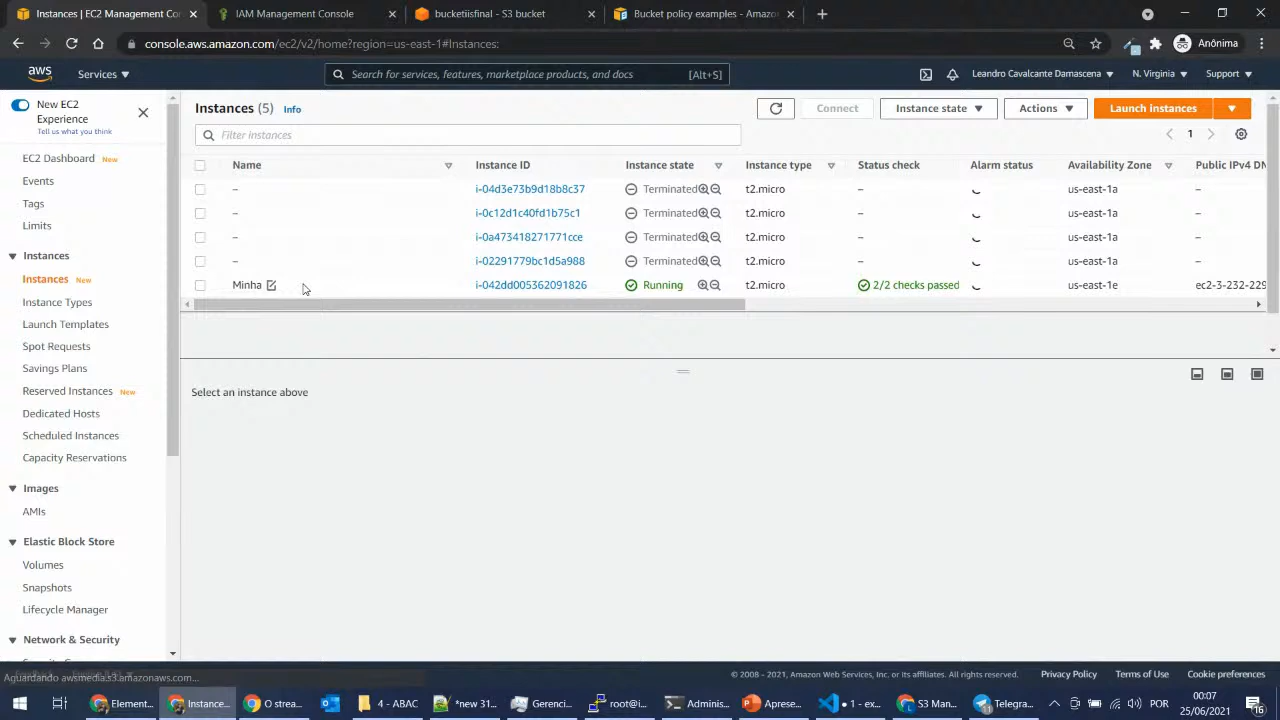 Instances | EC2 Management Con
IAM Management Console
bucketiisfinal - S3 bucket
Bucket policy examples - Amazo
console.aws.amazon.com/ec2/v2/home?region=us-east-1#Instances:
Anônima
aws
Services
Search for services, features, marketplace products, and docs
[Alt+S]
Leandro Cavalcante Damascena
N. Virginia
Support
New EC2 Experience
Tell us what you think
EC2 Dashboard New
Events
Tags
Limits
Instances
Instances New
Instance Types
Launch Templates
Spot Requests
Savings Plans
Reserved Instances New
Dedicated Hosts
Scheduled Instances
Capacity Reservations
Images
AMIs
Elastic Block Store
Volumes
Snapshots
Lifecycle Manager
Network & Security
Instances (5) Info
Connect
Instance state
Actions
Launch instances
Filter instances
1
Name Instance ID Instance state Instance type Status check Alarm status Availability Zone Public IPv4 DN
– i-04d3e73b9d18b8c37 Terminated t2.micro – us-east-1a –
– i-0c12d1c40fd1b75c1 Terminated t2.micro – us-east-1a –
– i-0a473418271771cce Terminated t2.micro – us-east-1a –
– i-02291779bc1d5a988 Terminated t2.micro – us-east-1a –
Minha i-042dd005362091826 Running t2.micro 2/2 checks passed us-east-1e ec2-3-232-229
Select an instance above
Aguardando awsmedia.s3.amazonaws.com...
© 2008 - 2021, Amazon Web Services, Inc. or its affiliates. All rights reserved.
Privacy Policy
Terms of Use
Cookie preferences
Element...
Instance...
O strea...
4 - ABAC
*new 31...
Gerenci...
root@i...
Adminis...
Aprese...
● 1 - ex...
S3 Man...
Telegra...
POR
00:07
25/06/2021
16